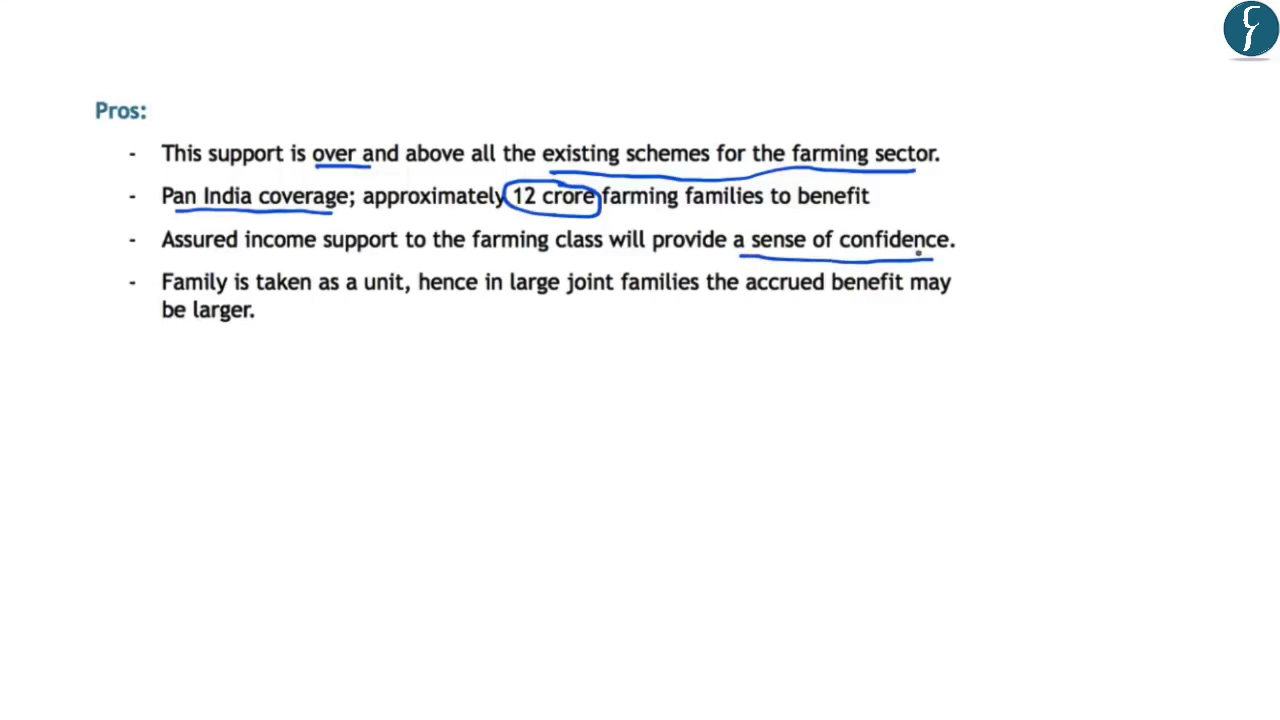 Pros:
- This support is over and above all the existing schemes for the farming sector.
- Pan India coverage; approximately 12 crore farming families to benefit
- Assured income support to the farming class will provide a sense of confidence.
- Family is taken as a unit, hence in large joint families the accrued benefit may
be larger.